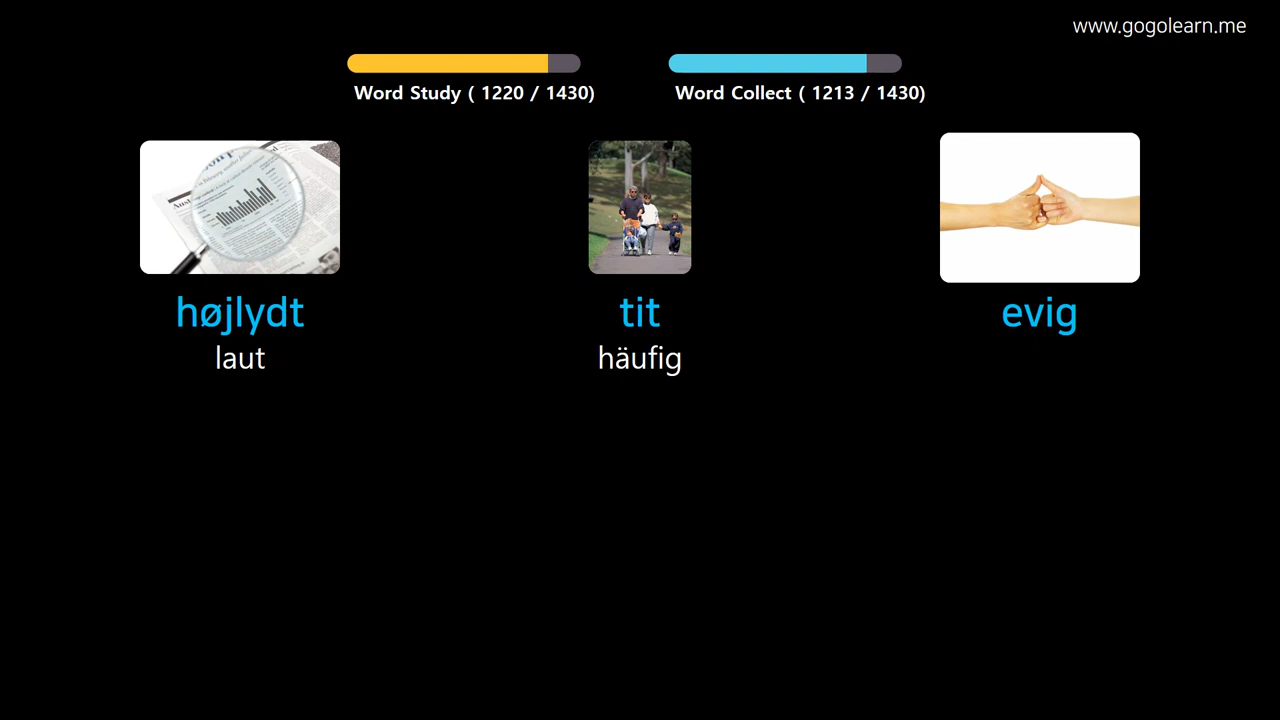 www.gogolearn.me
Word Study ( 1220 / 1430)
Word Collect ( 1213 / 1430)
højlydt
laut
tit
häufig
evig